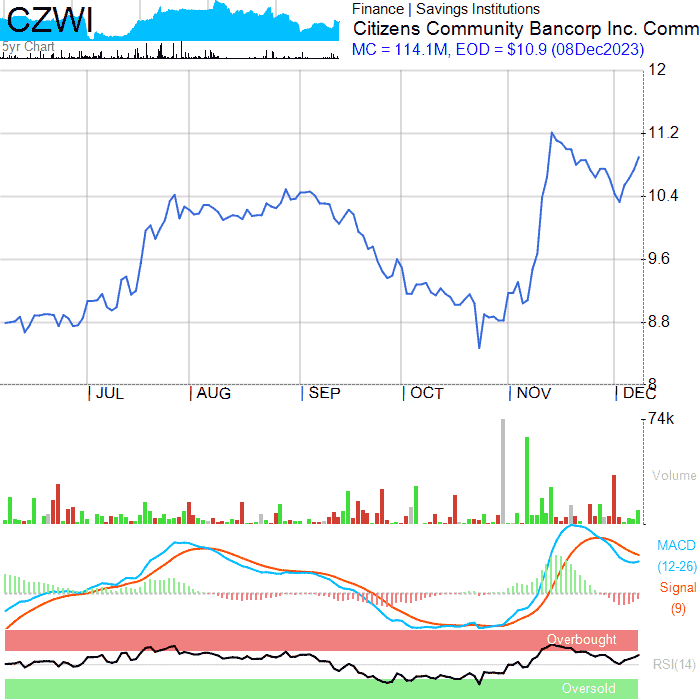 CZWI
5yr Chart
Finance | Savings Institutions
Citizens Community Bancorp Inc. Comm
MC = 114.1M, EOD = $10.9 (08Dec2023)
12
11.2
10.4
9.6
8.8
8
JUL AUG SEP OCT NOV DEC
74k
Volume
MACD
(12-26)
Signal
(9)
Overbought
RSI(14)
Oversold